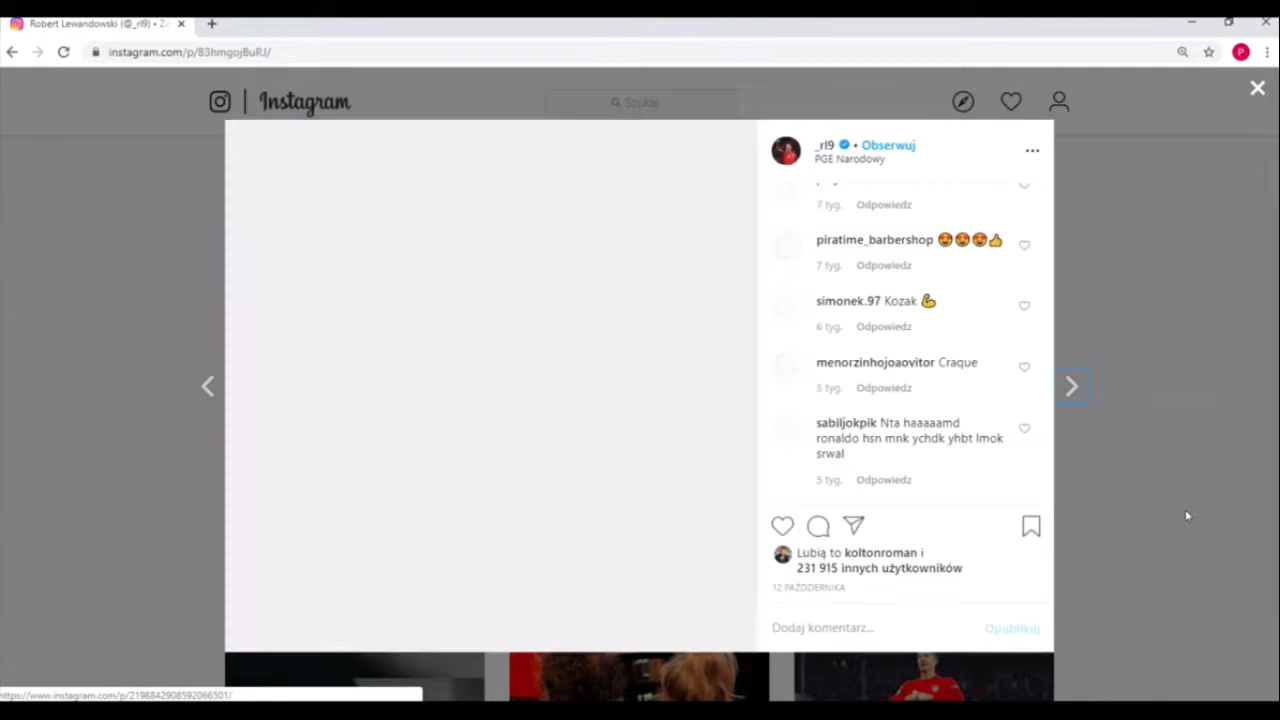 Robert Lewandowski (@_rl9) •
instagram.com/p/B3hmgojBuRJ/
P
Instagram
Szukaj
_rl9 • Obserwuj
PGE Narodowy
7 tyg. Odpowiedz
piratime_barbershop 😍😍😍👍
7 tyg. Odpowiedz
simonek.97 Kozak 💪
6 tyg. Odpowiedz
menorzinhojoaovitor Craque
5 tyg. Odpowiedz
sabiljokpik Nta haaaaamd
ronaldo hsn mnk ychdk yhbt lmok
srwal
5 tyg. Odpowiedz
Lubią to koltonroman i
231 915 innych użytkowników
12 PAŹDZIERNIKA
Dodaj komentarz... Opublikuj
https://www.instagram.com/p/2198842908592066501/